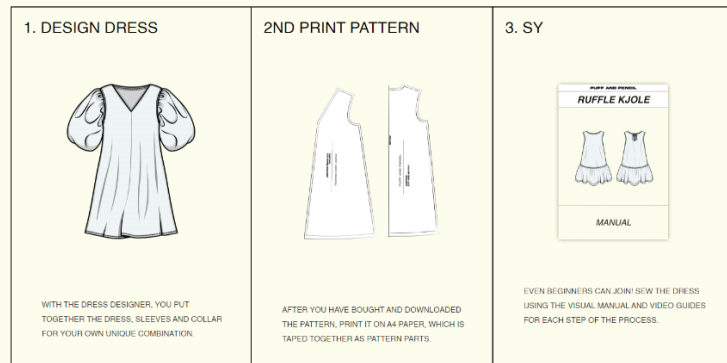 1. DESIGN DRESS
WITH THE DRESS DESIGNER, YOU PUT
TOGETHER THE DRESS, SLEEVES AND COLLAR
FOR YOUR OWN UNIQUE COMBINATION.
2ND PRINT PATTERN
PUFF AND PENCIL
AFTER YOU HAVE BOUGHT AND DOWNLOADED
THE PATTERN, PRINT IT ON A4 PAPER, WHICH IS
TAPED TOGETHER AS PATTERN PARTS.
3. SY
PUFF AND PENCIL
RUFFLE KJOLE
MANUAL
EVEN BEGINNERS CAN JOIN! SEW THE DRESS
USING THE VISUAL MANUAL AND VIDEO GUIDES
FOR EACH STEP OF THE PROCESS.